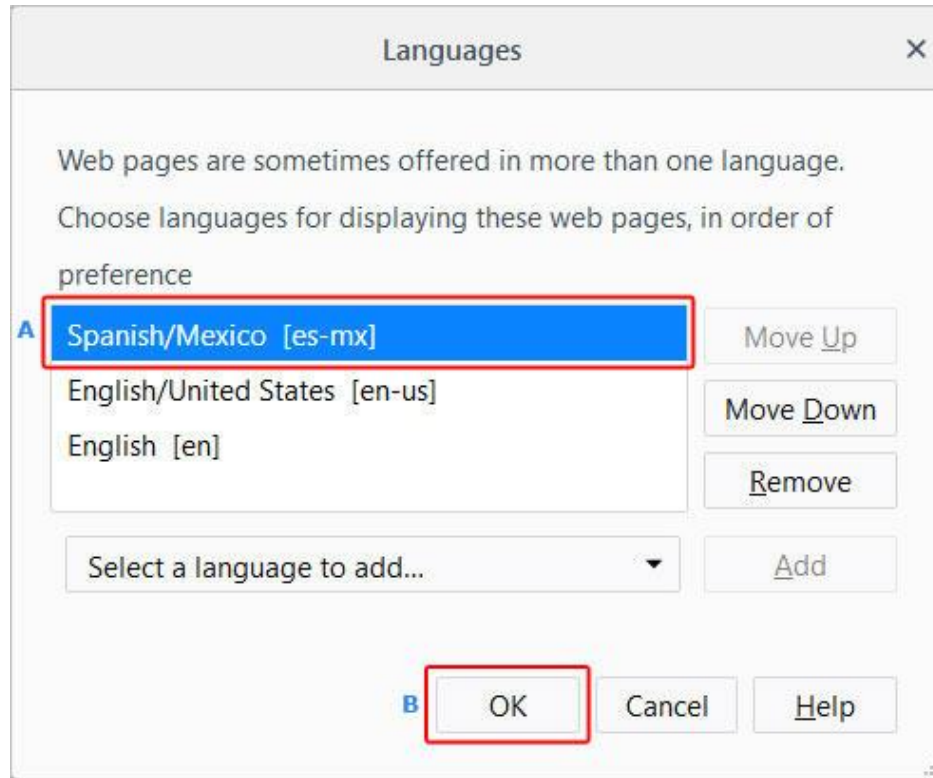 Languages
Web pages are sometimes offered in more than one language.
Choose languages for displaying these web pages, in order of
preference
A
Spanish/Mexico [es-mx]
Move Up
English/United States [en-us]
Move Down
English [en]
Remove
Select a language to add...
Add
B
OK
Cancel
Help